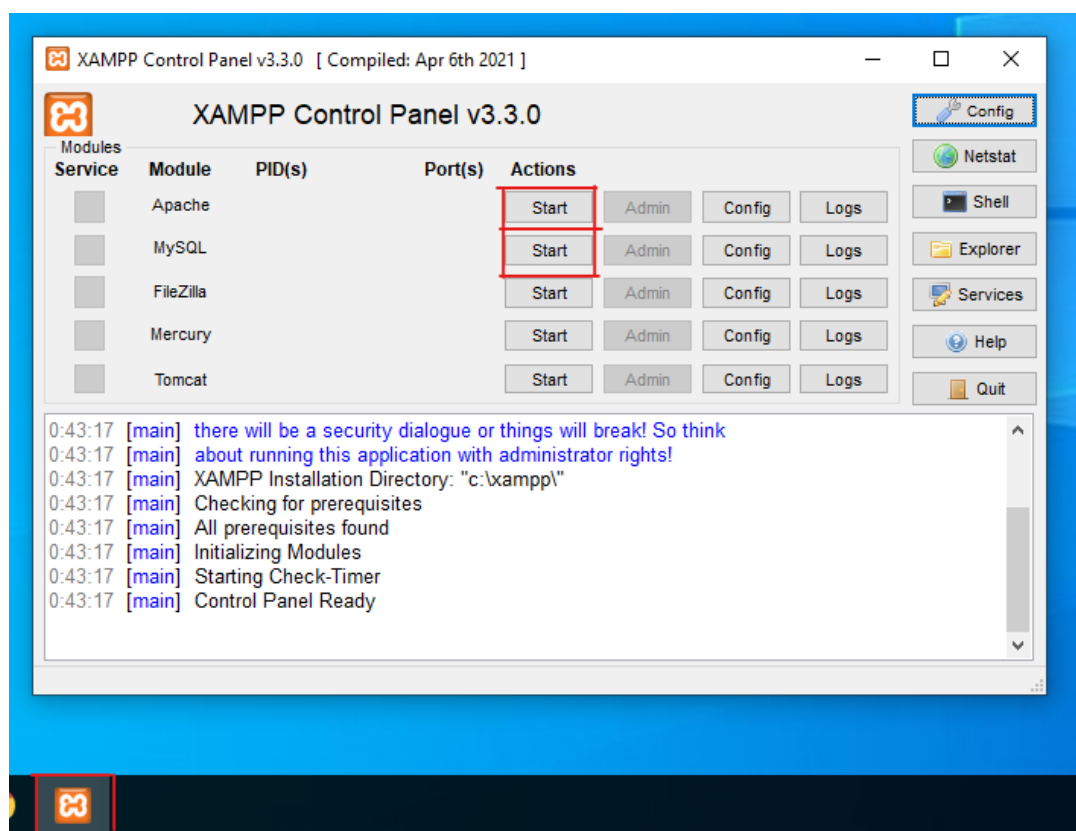 XAMPP Control Panel v3.3.0 [ Compiled: Apr 6th 2021 ]
XAMPP Control Panel v3.3.0
Config
Modules
Service Module PID(s) Port(s) Actions
Netstat
Apache Start Admin Config Logs
Shell
MySQL Start Admin Config Logs
Explorer
FileZilla Start Admin Config Logs
Services
Mercury Start Admin Config Logs
Help
Tomcat Start Admin Config Logs
Quit
0:43:17 [main] there will be a security dialogue or things will break! So think
0:43:17 [main] about running this application with administrator rights!
0:43:17 [main] XAMPP Installation Directory: "c:\xampp\"
0:43:17 [main] Checking for prerequisites
0:43:17 [main] All prerequisites found
0:43:17 [main] Initializing Modules
0:43:17 [main] Starting Check-Timer
0:43:17 [main] Control Panel Ready